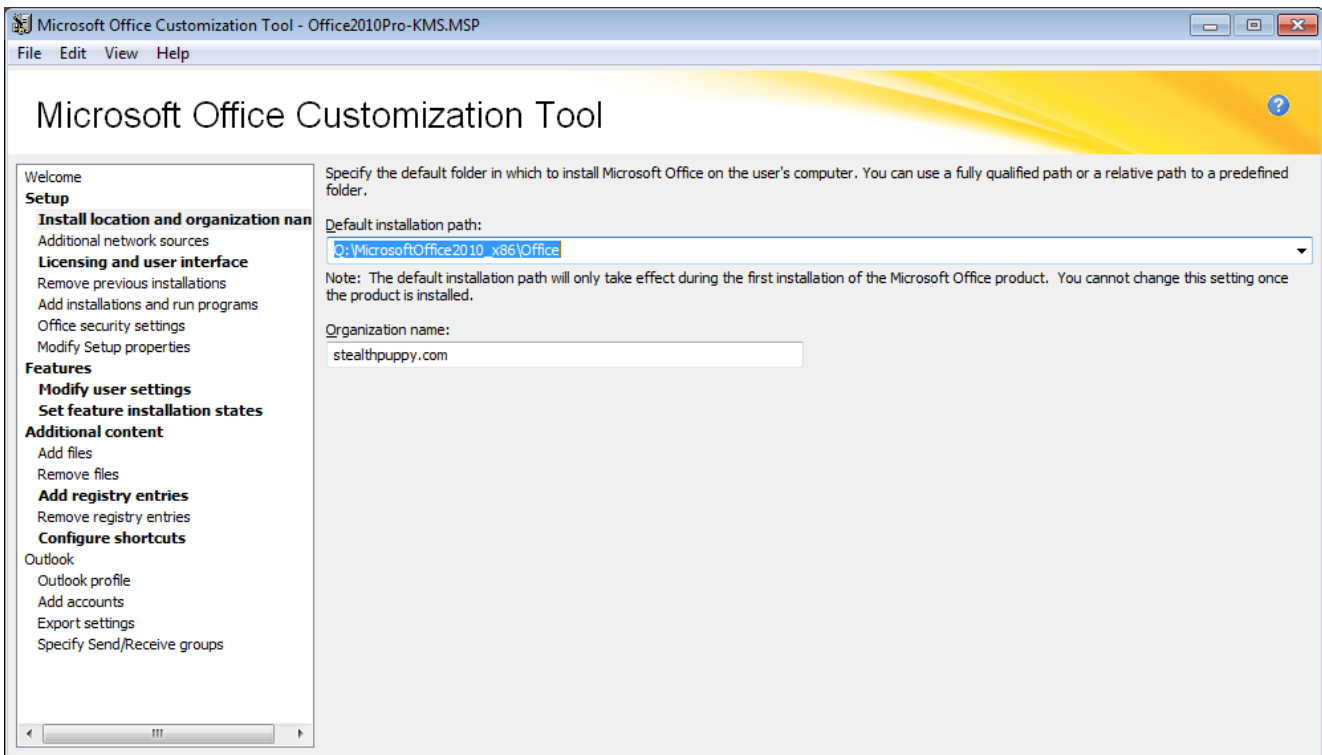 Microsoft Office Customization Tool - Office2010Pro-KMS.MSP
File Edit View Help
Microsoft Office Customization Tool
Welcome
Setup
Install location and organization nan
Additional network sources
Licensing and user interface
Remove previous installations
Add installations and run programs
Office security settings
Modify Setup properties
Features
Modify user settings
Set feature installation states
Additional content
Add files
Remove files
Add registry entries
Remove registry entries
Configure shortcuts
Outlook
Outlook profile
Add accounts
Export settings
Specify Send/Receive groups
Specify the default folder in which to install Microsoft Office on the user's computer. You can use a fully qualified path or a relative path to a predefined
folder.
Default installation path:
Q:\MicrosoftOffice2010_x86\Office
Note: The default installation path will only take effect during the first installation of the Microsoft Office product. You cannot change this setting once
the product is installed.
Organization name:
stealthpuppy.com